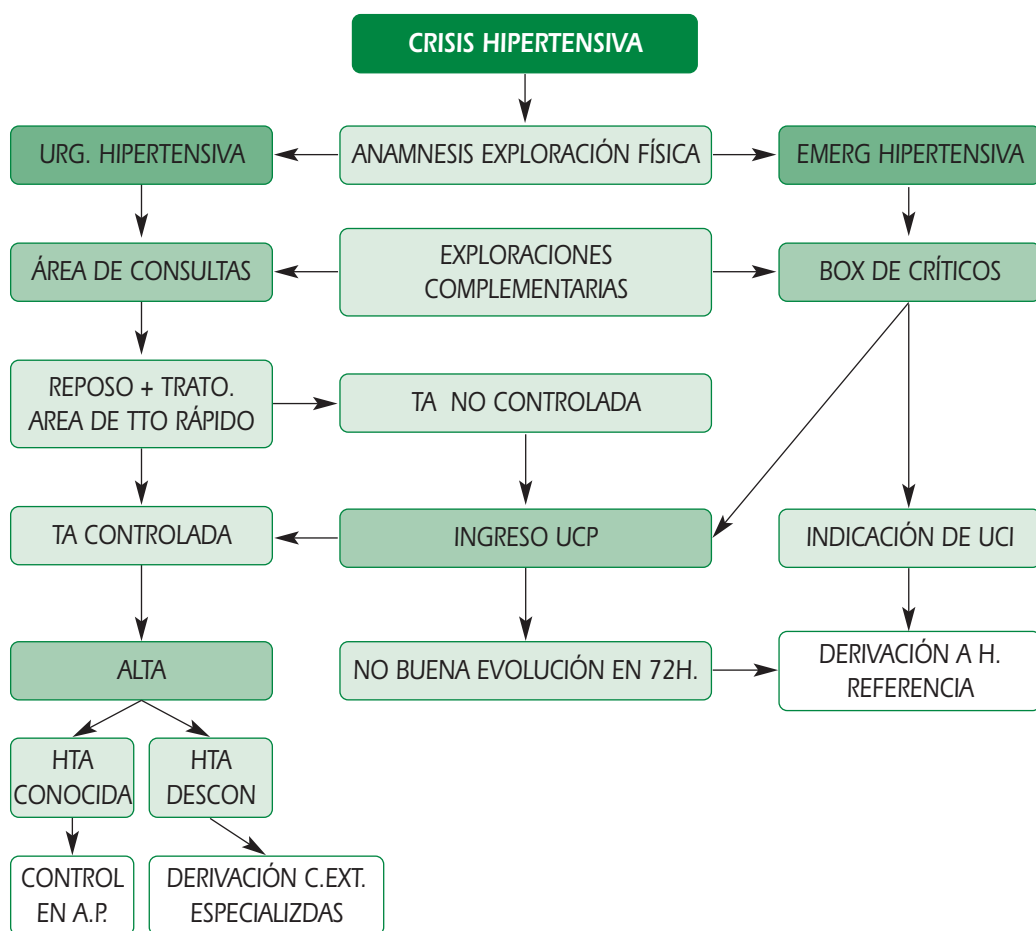 CRISIS HIPERTENSIVA
URG. HIPERTENSIVA
ANAMNESIS EXPLORACIÓN FÍSICA
EMERG HIPERTENSIVA
ÁREA DE CONSULTAS
EXPLORACIONES
COMPLEMENTARIAS
BOX DE CRÍTICOS
REPOSO + TRATO.
AREA DE TTO RÁPIDO
TA NO CONTROLADA
TA CONTROLADA
INGRESO UCP
INDICACIÓN DE UCI
ALTA
NO BUENA EVOLUCIÓN EN 72H.
DERIVACIÓN A H.
REFERENCIA
HTA
CONOCIDA
HTA
DESCON
CONTROL
EN A.P.
DERIVACIÓN C.EXT.
ESPECIALIZDAS